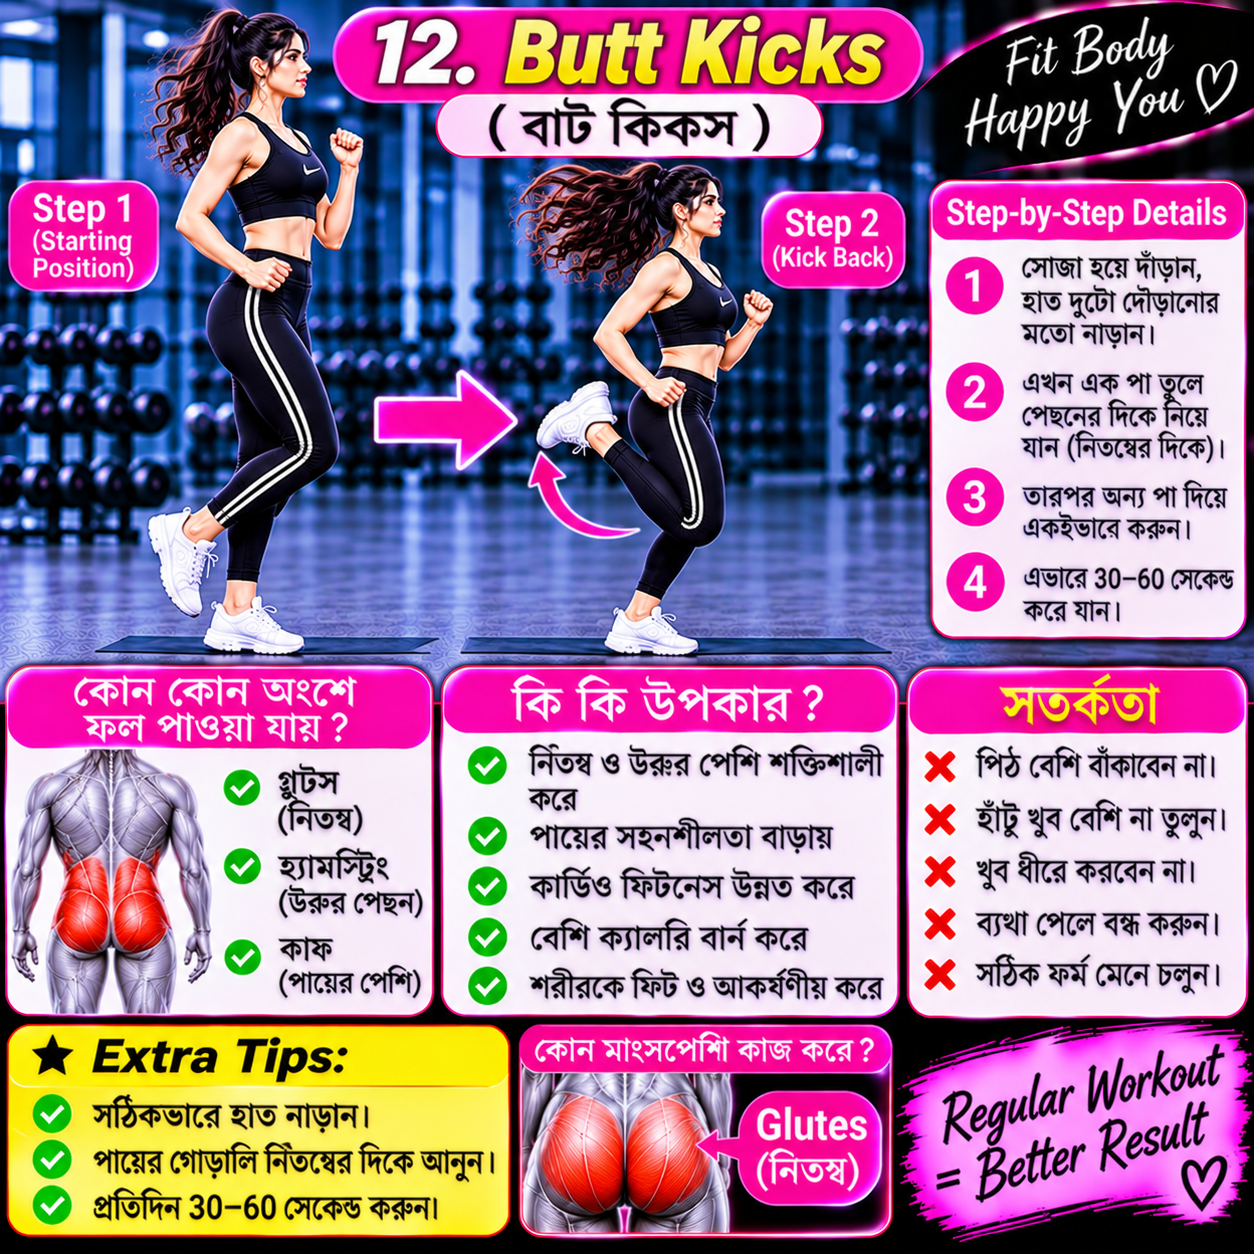 12. Butt Kicks
( বাট কিকস )
Fit Body
Happy You
Step 1
(Starting
Position)
Step 2
(Kick Back)
Step-by-Step Details
1
সোজা হয়ে দাঁড়ান,
হাত দুটো দৌড়ানোর
মতো নাড়ান।
2
এখন এক পা তুলে
পেছনের দিকে নিয়ে
যান (নিতম্বের দিকে)।
3
তারপর অন্য পা দিয়ে
একইভাবে করুন।
4
এভারে 30–60 সেকেন্ড
করে যান।
কোন কোন অংশে
ফল পাওয়া যায় ?
গ্লুটস
(নিতম্ব)
হ্যামস্ট্রিং
(উরুর পেছন)
কাফ
(পায়ের পেশি)
কি কি উপকার ?
নিতম্ব ও উরুর পেশি শক্তিশালী
করে
পায়ের সহনশীলতা বাড়ায়
কার্ডিও ফিটনেস উন্নত করে
বেশি ক্যালরি বার্ন করে
শরীরকে ফিট ও আকর্ষণীয় করে
সতর্কতা
পিঠ বেশি বাঁকাবেন না।
হাঁটু খুব বেশি না তুলুন।
খুব ধীরে করবেন না।
ব্যথা পেলে বন্ধ করুন।
সঠিক ফর্ম মেনে চলুন।
★ Extra Tips:
সঠিকভারে হাত নাড়ান।
পায়ের গোড়ালি নিতম্বের দিকে আনুন।
প্রতিদিন 30–60 সেকেন্ড করুন।
কোন মাংসপেশি কাজ করে ?
Glutes
(নিতম্ব)
Regular Workout
= Better Result